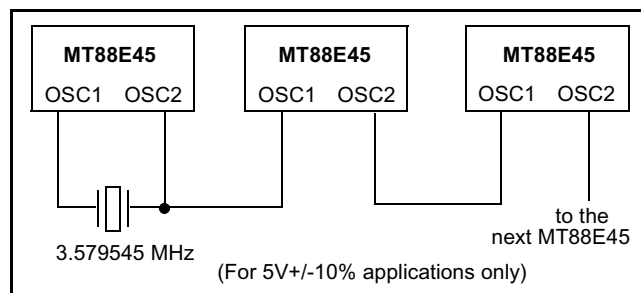 MT88E45 MT88E45 MT88E45
OSC1 OSC2 OSC1 OSC2 OSC1 OSC2
3.579545 MHz
to the
next MT88E45
(For 5V+/-10% applications only)